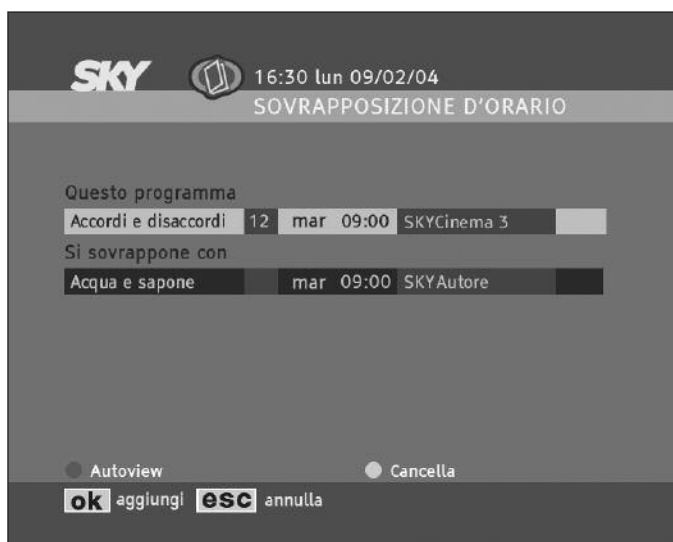 SKY 16:30 lun 09/02/04
SOVRAPPOSIZIONE D'ORARIO
Questo programma
Accordi e disaccordi 12 mar 09:00 SKYCinema 3
Si sovrappone con
Acqua e sapone mar 09:00 SKYAutore
Autoview Cancella
ok aggiungi esc annulla